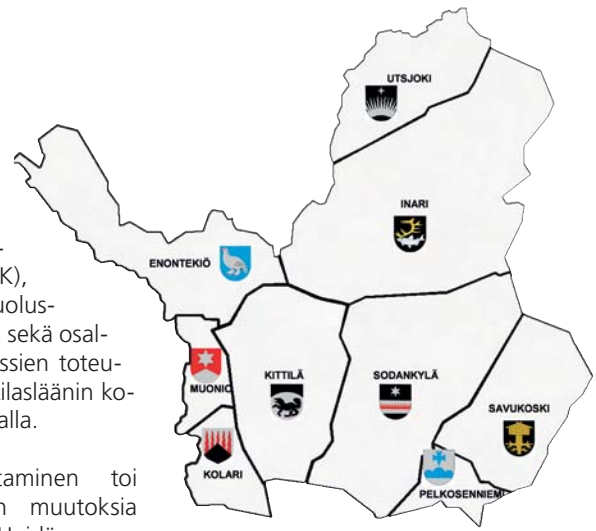 UTSJOKI
INARI
ENONTEKIÖ
MUONIO
KITTILÄ
SODANKYLÄ
SAVUKOSKI
KOLARI
PELKOSENNIEMI
-
K),
uolus-
sekä osal-
ssien toteu-
tilasläänin ko-
alla.
taminen toi
muutoksia